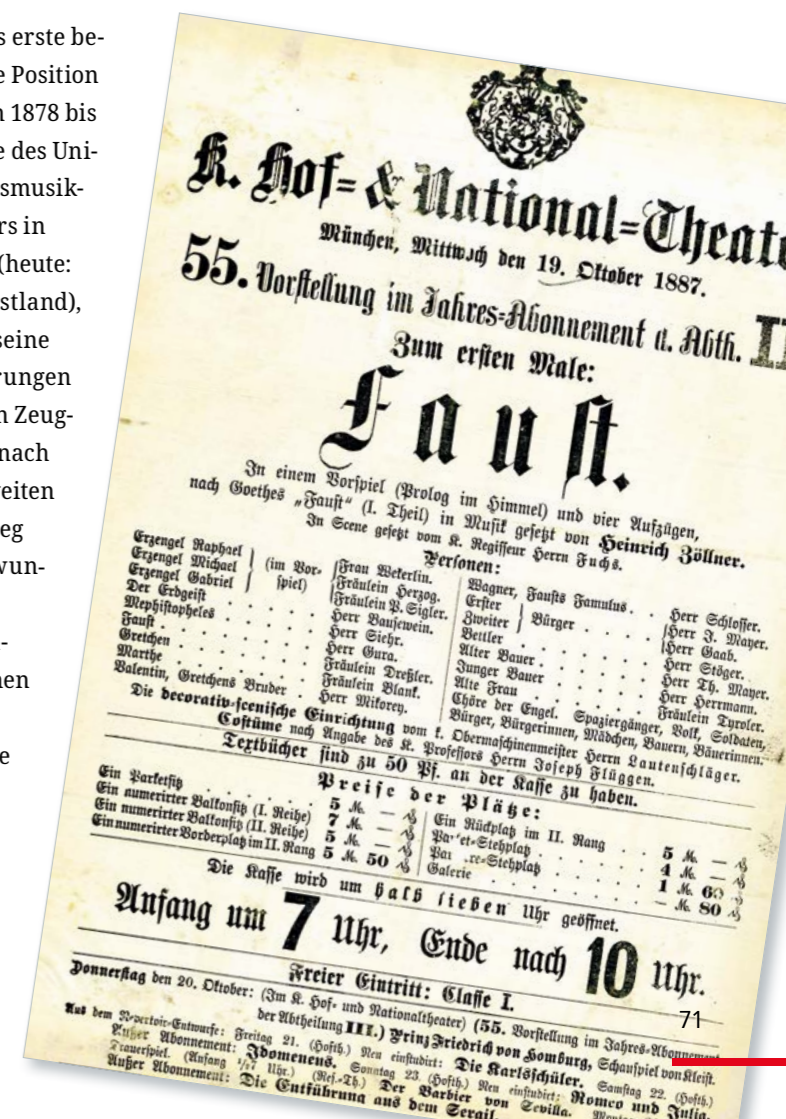 s erste be-
e Position
n 1878 bis
e des Uni-
smusik-
rs in
(heute:
stland),
seine
rungen
n Zeug-
nach
eiten
eg
vun-
nen
e
K. Hof= & National=Theate
München, Mittwoch den 19. Oktober 1887.
55. Vorstellung im Jahres=Abonnement d. Abth. II
Zum ersten Male:
Faust.
In einem Vorspiel (Prolog im Himmel) und vier Aufzügen,
nach Goethes „Faust“ (I. Theil) in Musik gesetzt von Heinrich Zöllner.
In Scene gesetzt vom K. Regisseur Herrn Fuchs.
Personen:
Erzengel Raphael } (im Vor= { Frau Wekerlin.
Erzengel Michael } spiel) { Fräulein Herzog.
Erzengel Gabriel } { Fräulein P. Sigler.
Der Erdgeist . . . . . Herr Bausewein.
Mephistopheles . . . . . Herr Siehr.
Faust . . . . . Herr Gura.
Gretchen . . . . . Fräulein Dreßler.
Marthe . . . . . Fräulein Blank.
Valentin, Gretchens Bruder . Herr Mikorey.
Wagner, Fausts Famulus . . Herr Schlosser.
Erster } Bürger . . . . { Herr J. Mayer.
Zweiter } { Herr Gaab.
Bettler . . . . . Herr Stöger.
Alter Bauer . . . . . Herr Th. Mayer.
Junger Bauer . . . . . Herr Herrmann.
Alte Frau . . . . . Fräulein Tyroler.
Chöre der Engel. Spaziergänger, Volk, Soldaten,
Bürger, Bürgerinnen, Mädchen, Bauern, Bäuerinnen.
Die decorativ=scenische Einrichtung vom k. Obermaschinenmeister Herrn Lautenschläger.
Costüme nach Angabe des K. Professors Herrn Joseph Flüggen.
Textbücher sind zu 50 Pf. an der Kasse zu haben.
Preise der Plätze:
Ein Parketsitz . . . . . 5 M. —
Ein numerirter Balkonsitz (I. Reihe) 7 M. —
Ein numerirter Balkonsitz (II. Reihe) 5 M. —
Ein numerirter Vorderplatz im II. Rang 5 M. 50
Ein Rückplatz im II. Rang . . 5 M. —
Stehplatz . . . . . 4 M. —
Stehplatz . . . . . 1 M. 60
Galerie . . . . . — M. 80
Die Kasse wird um halb sieben Uhr geöffnet.
Anfang um 7 Uhr, Ende nach 10 Uhr.
Freier Eintritt: Classe I.
Donnerstag den 20. Oktober: (Im K. Hof= und Nationaltheater) (55. Vorstellung im Jahres=Abonnement
der Abtheilung III.) Prinz Friedrich von Homburg, Schauspiel von Kleist.
Aus dem Repertoir=Entwurfe: Freitag 21. (Hofth.) Neu einstudirt: Die Karlsschüler. Samstag 22. (Hofth.)
Außer Abonnement: Idomeneus. Sonntag 23. (Hofth.) Neu einstudirt: Romeo und Julia.
Trauerspiel. (Anfang Uhr.) (Res.=Th.) Der Barbier von Sevilla.
Außer Abonnement: Die Entführung aus dem Serail.
71